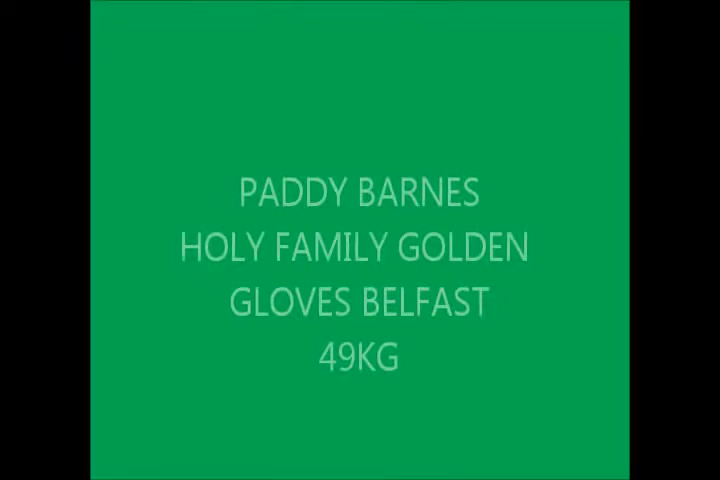 PADDY BARNES
HOLY FAMILY GOLDEN
GLOVES BELFAST
49KG